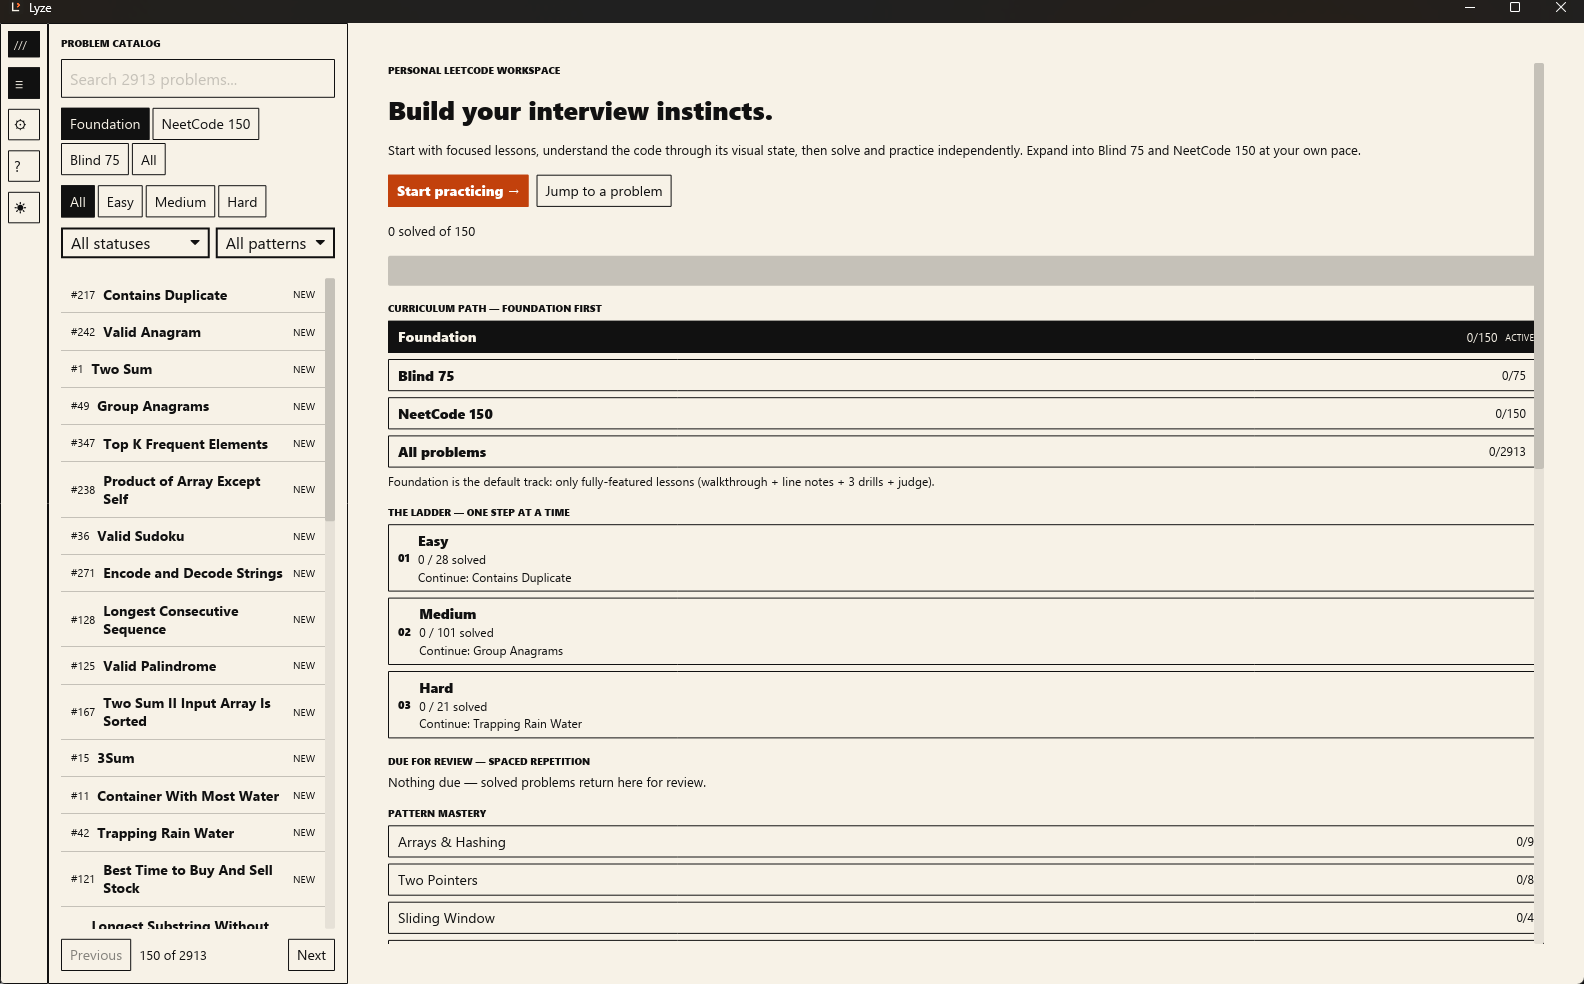 Lyze
///
PROBLEM CATALOG
Search 2913 problems...
Foundation
NeetCode 150
Blind 75
All
All
Easy
Medium
Hard
All statuses
All patterns
#217 Contains Duplicate NEW
#242 Valid Anagram NEW
#1 Two Sum NEW
#49 Group Anagrams NEW
#347 Top K Frequent Elements NEW
#238 Product of Array Except
Self NEW
#36 Valid Sudoku NEW
#271 Encode and Decode Strings NEW
#128 Longest Consecutive
Sequence NEW
#125 Valid Palindrome NEW
#167 Two Sum II Input Array Is
Sorted NEW
#15 3Sum NEW
#11 Container With Most Water NEW
#42 Trapping Rain Water NEW
#121 Best Time to Buy And Sell
Stock NEW
Longest Substring Without
Previous
150 of 2913
Next
?
PERSONAL LEETCODE WORKSPACE
Build your interview instincts.
Start with focused lessons, understand the code through its visual state, then solve and practice independently. Expand into Blind 75 and NeetCode 150 at your own pace.
Start practicing →
Jump to a problem
0 solved of 150
CURRICULUM PATH — FOUNDATION FIRST
Foundation 0/150 ACTIVE
Blind 75 0/75
NeetCode 150 0/150
All problems 0/2913
Foundation is the default track: only fully-featured lessons (walkthrough + line notes + 3 drills + judge).
THE LADDER — ONE STEP AT A TIME
01 Easy
0 / 28 solved
Continue: Contains Duplicate
02 Medium
0 / 101 solved
Continue: Group Anagrams
03 Hard
0 / 21 solved
Continue: Trapping Rain Water
DUE FOR REVIEW — SPACED REPETITION
Nothing due — solved problems return here for review.
PATTERN MASTERY
Arrays & Hashing 0/9
Two Pointers 0/8
Sliding Window 0/4